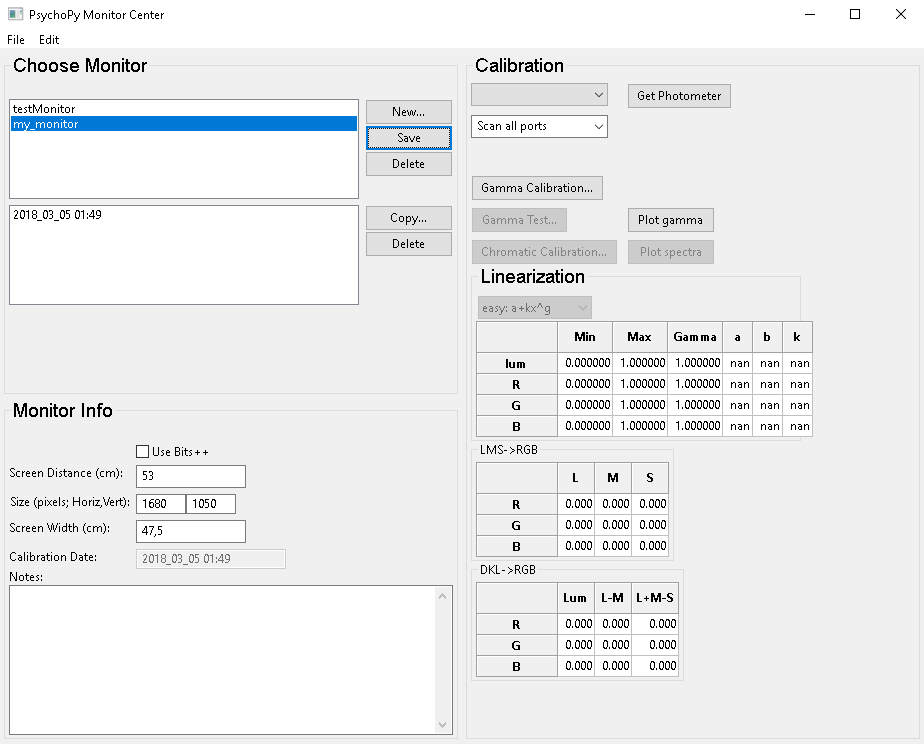 PsychoPy Monitor Center
File Edit
Choose Monitor
testMonitor
my_monitor
New...
Save
Delete
2018_03_05 01:49
Copy...
Delete
Monitor Info
Use Bits++
Screen Distance (cm): 53
Size (pixels; Horiz,Vert): 1680 1050
Screen Width (cm): 47,5
Calibration Date: 2018_03_05 01:49
Notes:
Calibration
Get Photometer
Scan all ports
Gamma Calibration...
Gamma Test... Plot gamma
Chromatic Calibration... Plot spectra
Linearization
easy: a+kx^g
Min Max Gamma a b k
lum 0.000000 1.000000 1.000000 nan nan nan
R 0.000000 1.000000 1.000000 nan nan nan
G 0.000000 1.000000 1.000000 nan nan nan
B 0.000000 1.000000 1.000000 nan nan nan
LMS->RGB
L M S
R 0.000 0.000 0.000
G 0.000 0.000 0.000
B 0.000 0.000 0.000
DKL->RGB
Lum L-M L+M-S
R 0.000 0.000 0.000
G 0.000 0.000 0.000
B 0.000 0.000 0.000